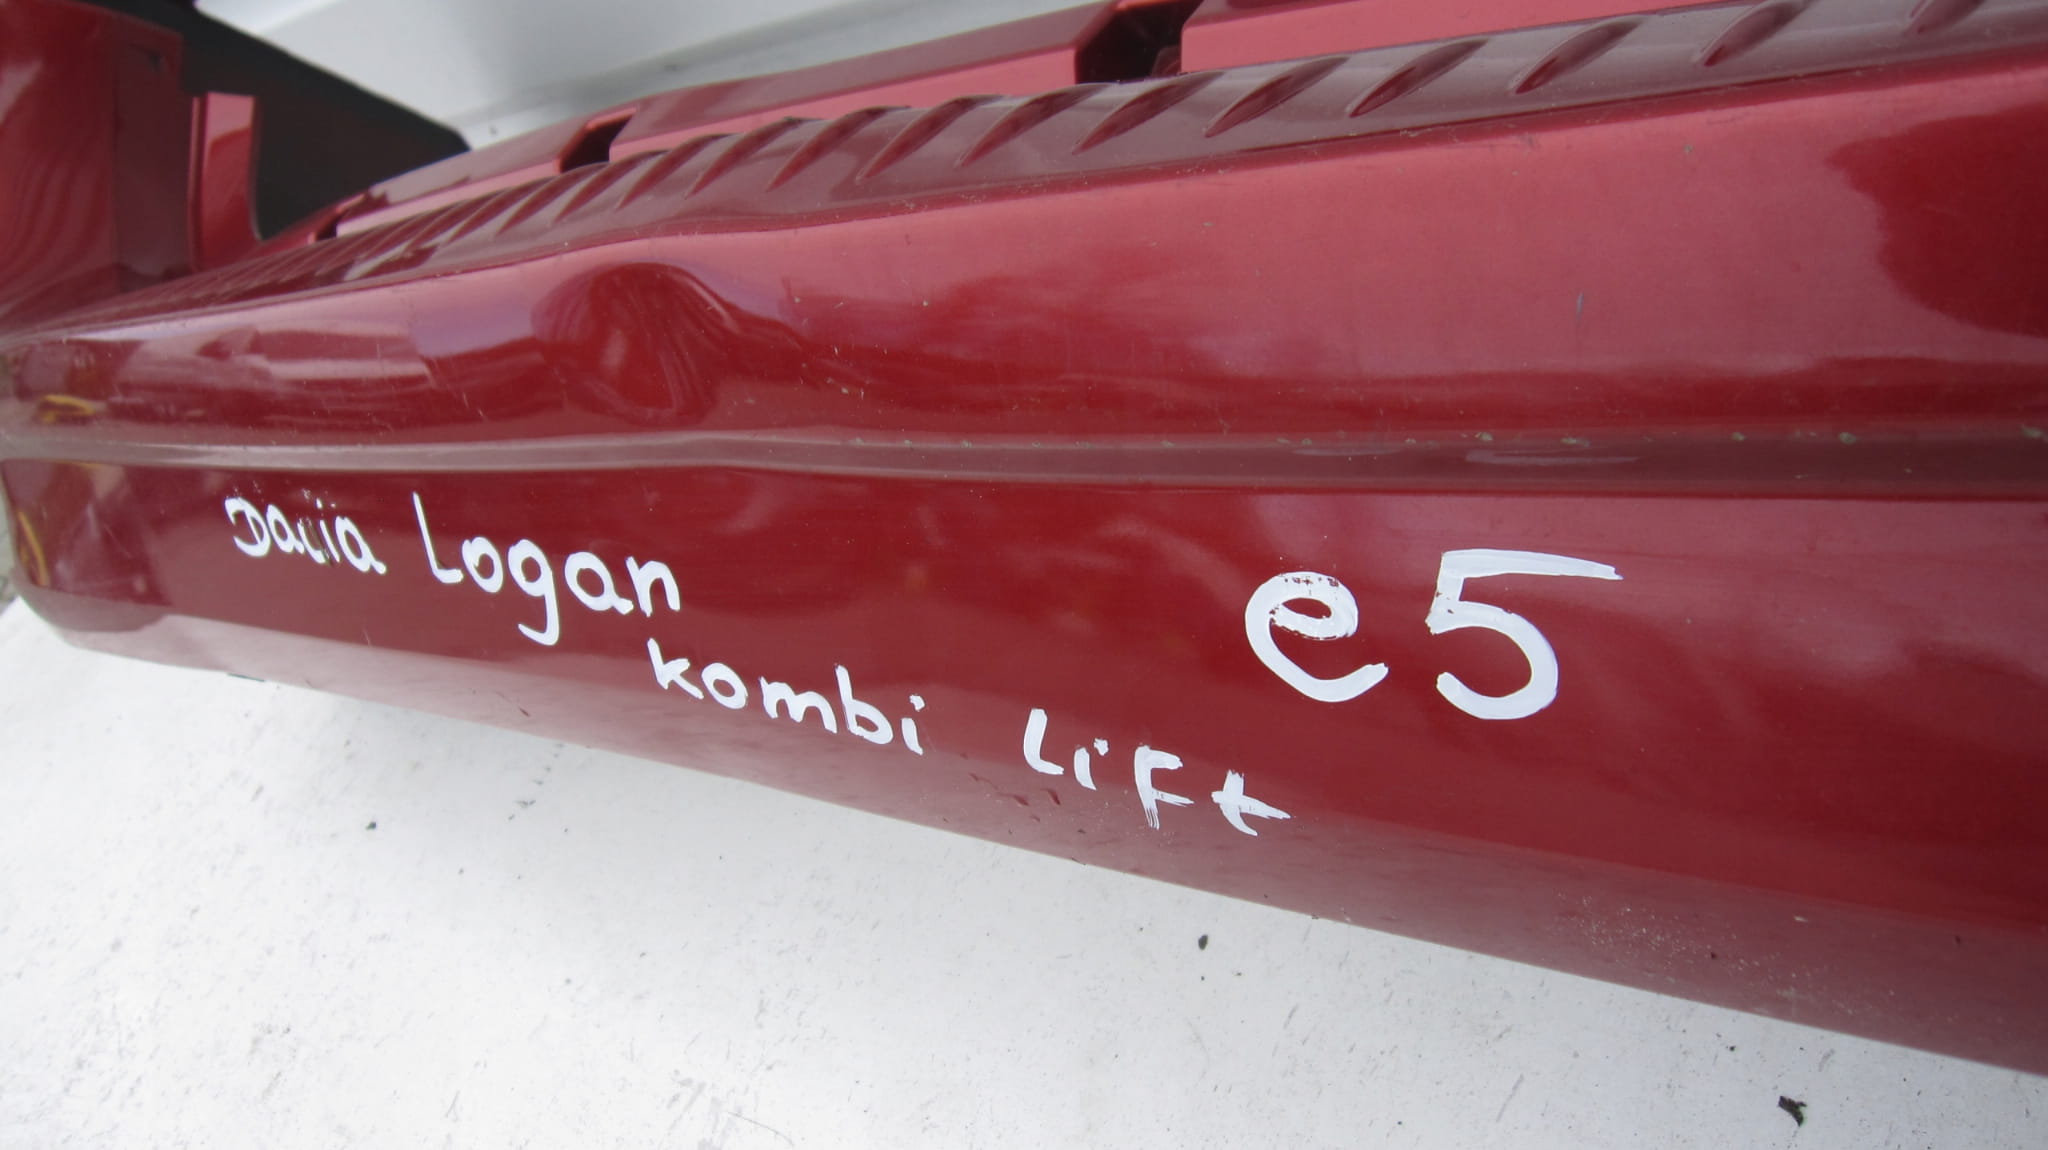 Dacia Logan
kombi Lift
e5